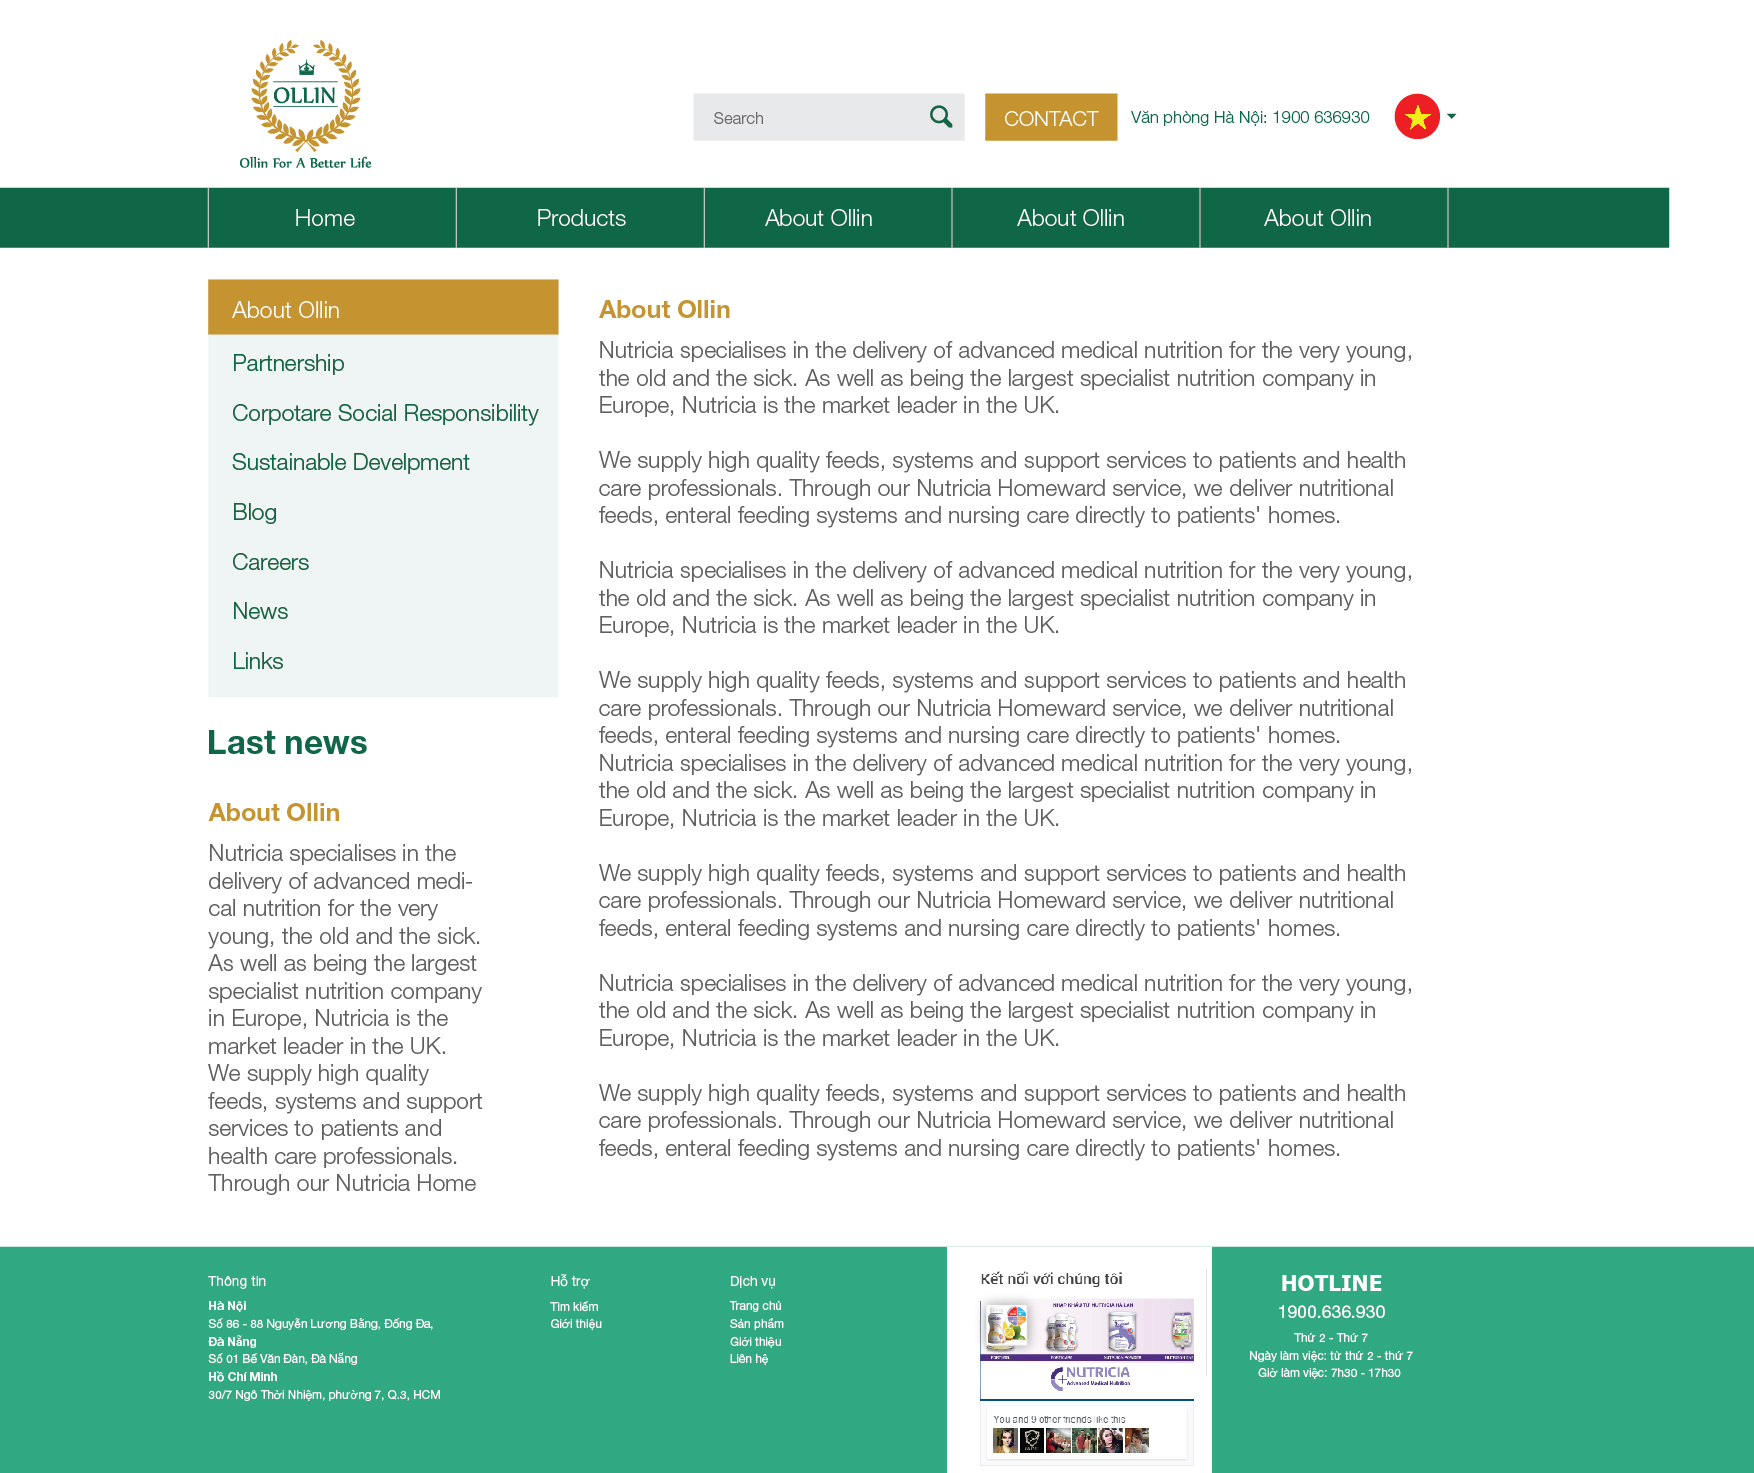 OLLIN
Ollin For A Better Life
Search
CONTACT
Văn phòng Hà Nội: 1900 636930
Home
Products
About Ollin
About Ollin
About Ollin
About Ollin
Partnership
Corpotare Social Responsibility
Sustainable Develpment
Blog
Careers
News
Links
Last news
About Ollin
Nutricia specialises in the
delivery of advanced medi-
cal nutrition for the very
young, the old and the sick.
As well as being the largest
specialist nutrition company
in Europe, Nutricia is the
market leader in the UK.
We supply high quality
feeds, systems and support
services to patients and
health care professionals.
Through our Nutricia Home
About Ollin
Nutricia specialises in the delivery of advanced medical nutrition for the very young,
the old and the sick. As well as being the largest specialist nutrition company in
Europe, Nutricia is the market leader in the UK.
We supply high quality feeds, systems and support services to patients and health
care professionals. Through our Nutricia Homeward service, we deliver nutritional
feeds, enteral feeding systems and nursing care directly to patients' homes.
Nutricia specialises in the delivery of advanced medical nutrition for the very young,
the old and the sick. As well as being the largest specialist nutrition company in
Europe, Nutricia is the market leader in the UK.
We supply high quality feeds, systems and support services to patients and health
care professionals. Through our Nutricia Homeward service, we deliver nutritional
feeds, enteral feeding systems and nursing care directly to patients' homes.
Nutricia specialises in the delivery of advanced medical nutrition for the very young,
the old and the sick. As well as being the largest specialist nutrition company in
Europe, Nutricia is the market leader in the UK.
We supply high quality feeds, systems and support services to patients and health
care professionals. Through our Nutricia Homeward service, we deliver nutritional
feeds, enteral feeding systems and nursing care directly to patients' homes.
Nutricia specialises in the delivery of advanced medical nutrition for the very young,
the old and the sick. As well as being the largest specialist nutrition company in
Europe, Nutricia is the market leader in the UK.
We supply high quality feeds, systems and support services to patients and health
care professionals. Through our Nutricia Homeward service, we deliver nutritional
feeds, enteral feeding systems and nursing care directly to patients' homes.
Thông tin
Hà Nội
Số 86 - 88 Nguyễn Lương Bằng, Đống Đa,
Đà Nẵng
Số 01 Bế Văn Đàn, Đà Nẵng
Hồ Chí Minh
30/7 Ngô Thời Nhiệm, phường 7, Q.3, HCM
Hỗ trợ
Tìm kiếm
Giới thiệu
Dịch vụ
Trang chủ
Sản phẩm
Giới thiệu
Liên hệ
Kết nối với chúng tôi
NHẬP KHẨU TỪ NUTRICIA HÀ LAN
NUTRICIA
Advanced Medical Nutrition
You and 9 other friends like this
HOTLINE
1900.636.930
Thứ 2 - Thứ 7
Ngày làm việc: từ thứ 2 - thứ 7
Giờ làm việc: 7h30 - 17h30